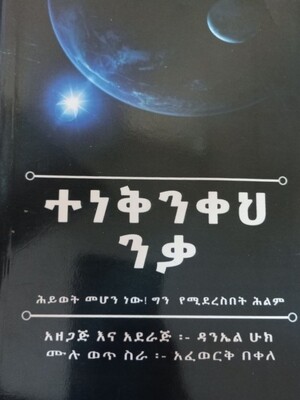 ተነቅንቀህ
ንቃ
ሕይወት መሆን ነው! ግን የሚደረስበት ሕልም
አዘጋጅ እና አደራጅ ፡- ዳንኤል ሁክ
ሙሉ ወጥ ስራ ፡- አፈወርቅ በቀለ